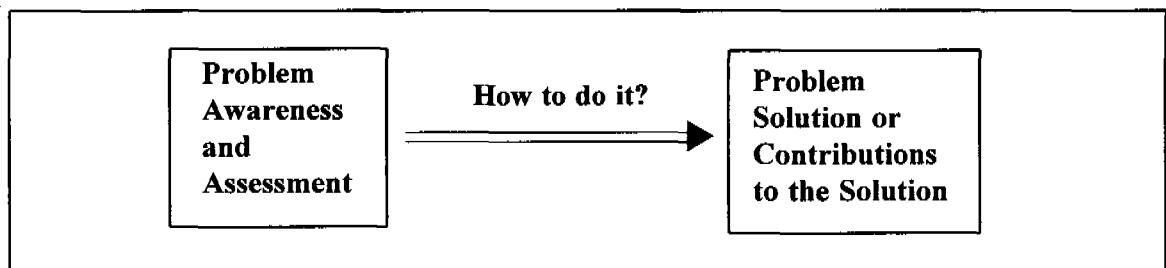 Problem
Awareness
and
Assessment
How to do it?
Problem
Solution or
Contributions
to the Solution